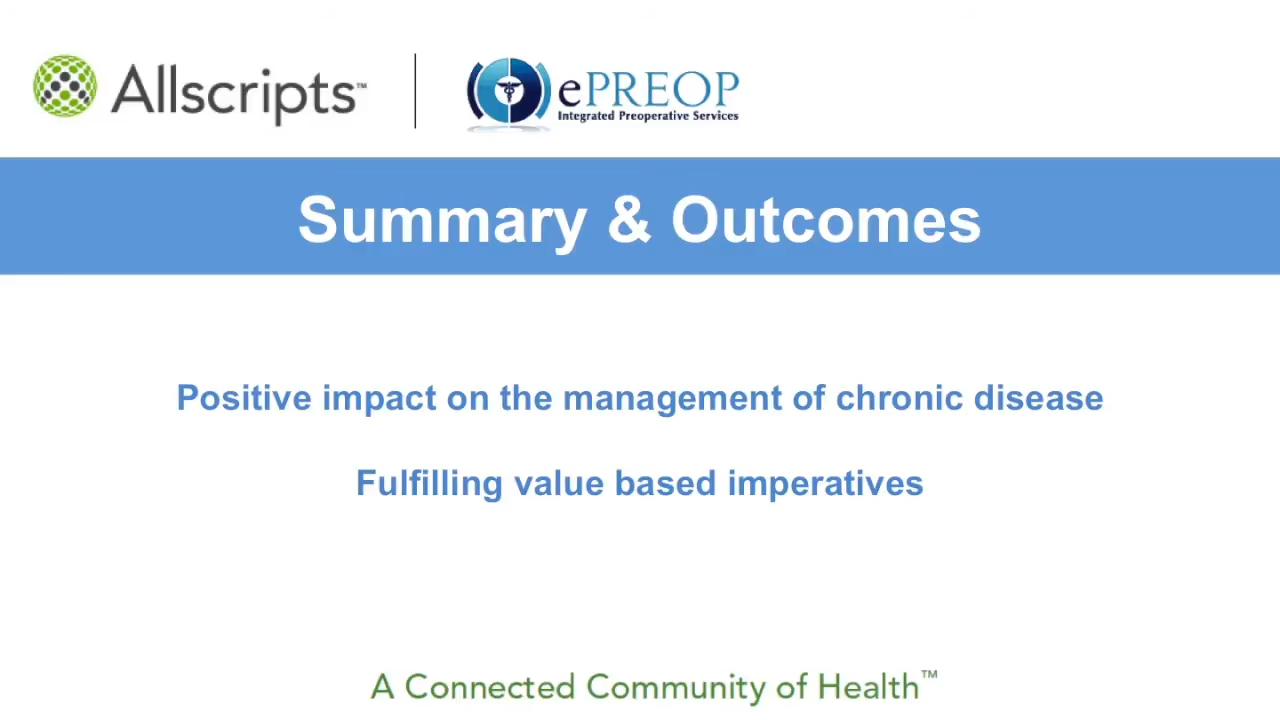 Allscripts™
ePREOP
Integrated Preoperative Services
Summary & Outcomes
Positive impact on the management of chronic disease
Fulfilling value based imperatives
A Connected Community of Health™